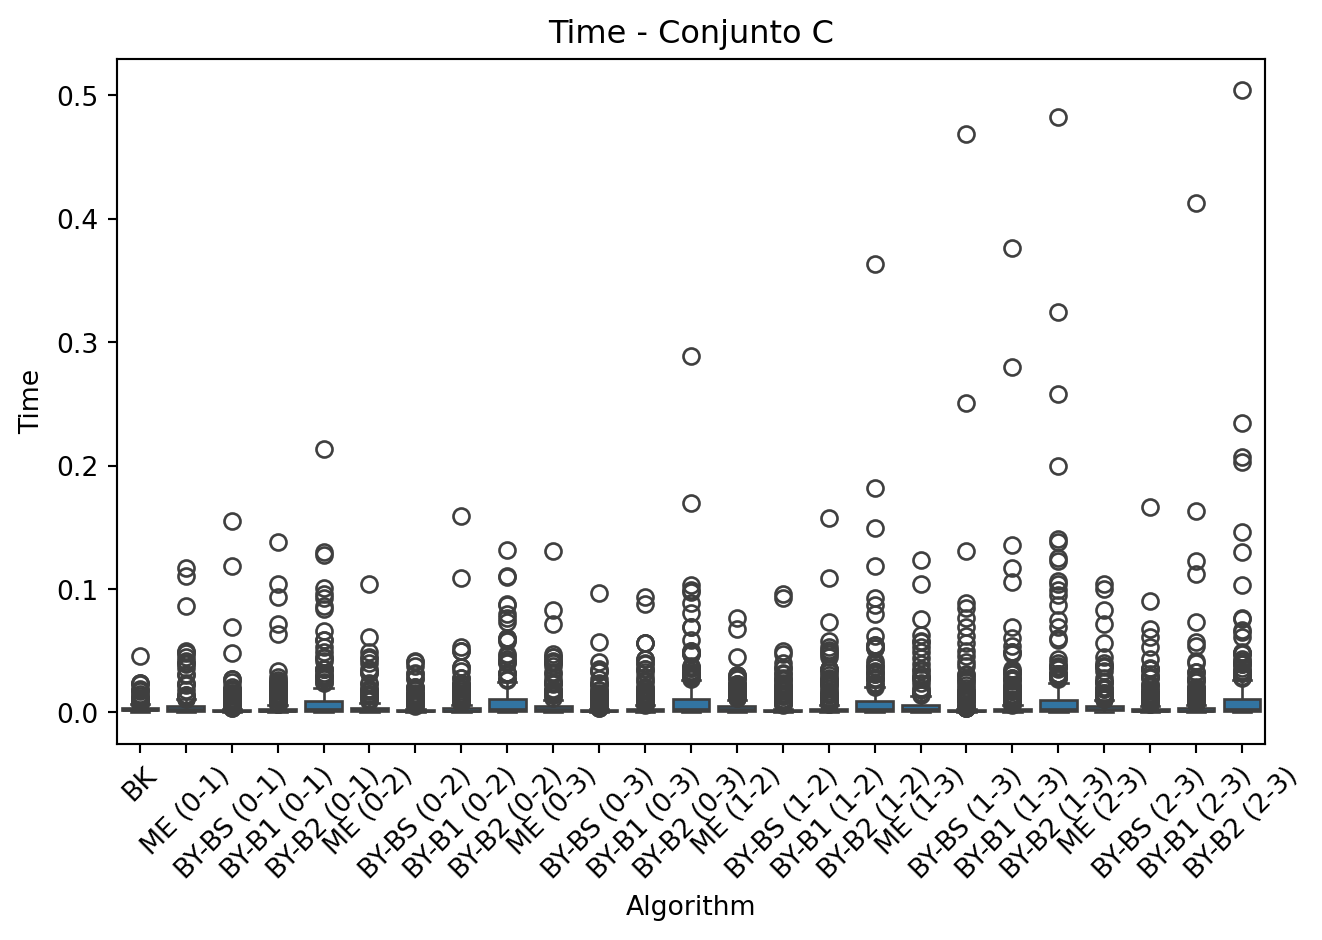 Time - Conjunto C
Time
0.5
0.4
0.3
0.2
0.1
0.0
BK
ME (0-1)
BY-BS (0-1)
BY-B1 (0-1)
BY-B2 (0-1)
ME (0-2)
BY-BS (0-2)
BY-B1 (0-2)
BY-B2 (0-2)
ME (0-3)
BY-BS (0-3)
BY-B1 (0-3)
BY-B2 (0-3)
ME (1-2)
BY-BS (1-2)
BY-B1 (1-2)
BY-B2 (1-2)
ME (1-3)
BY-BS (1-3)
BY-B1 (1-3)
BY-B2 (1-3)
ME (2-3)
BY-BS (2-3)
BY-B1 (2-3)
BY-B2 (2-3)
Algorithm